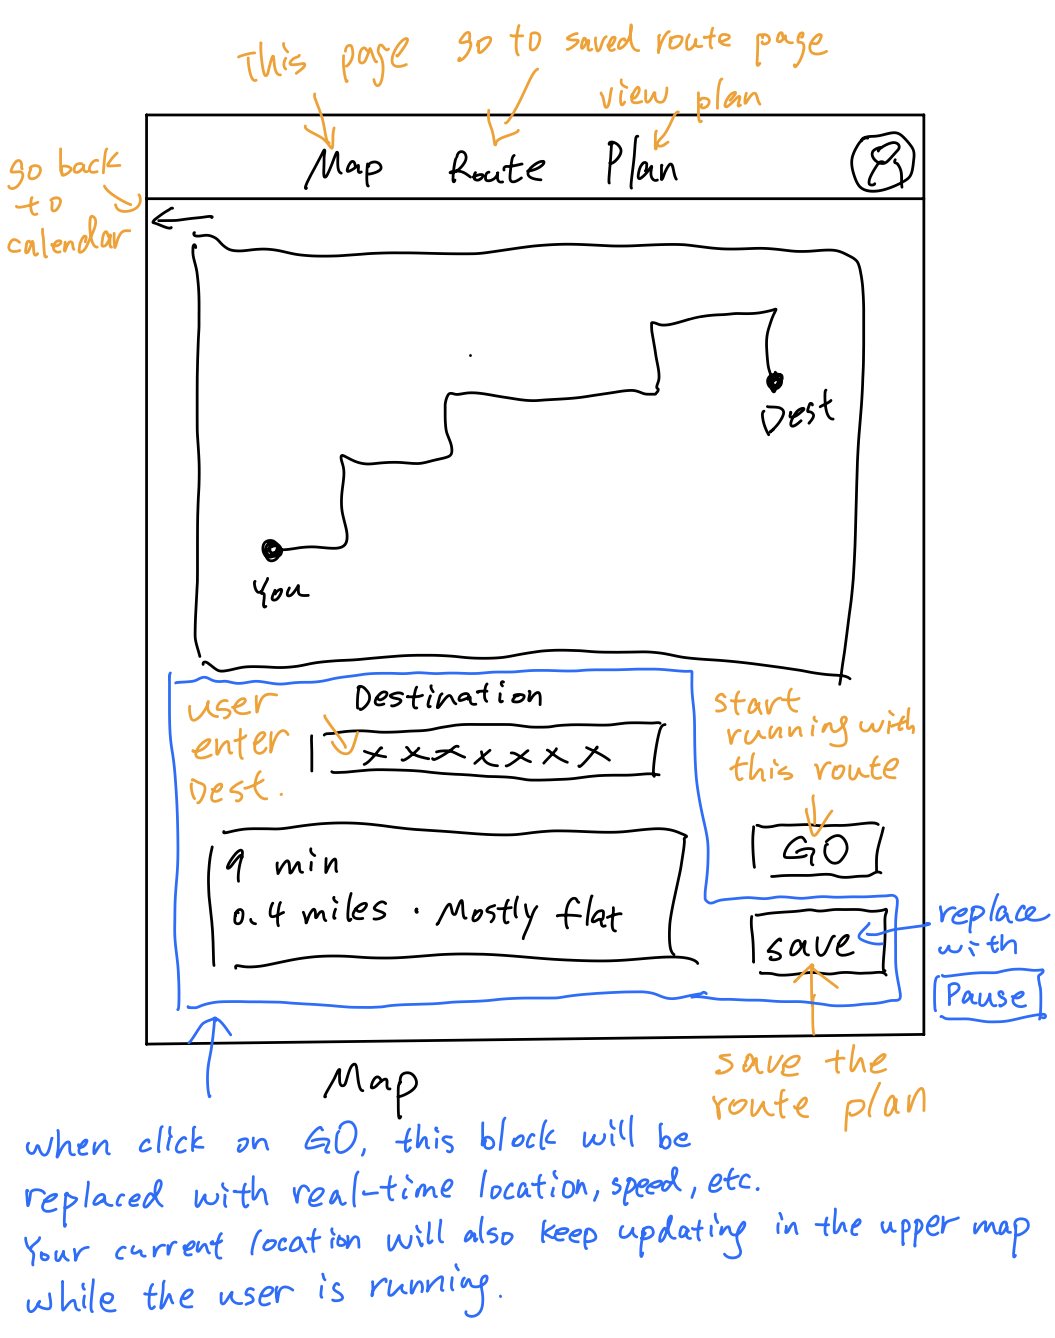 This page
go to saved route page
view plan
go back
to
calendar
Map Route Plan
Dest
You
user
enter
Dest.
Destination
xxxxxxx
start
running with
this route
9 min
0.4 miles · Mostly flat
GO
save
replace
with
Pause
Map
save the
route plan
when click on GO, this block will be
replaced with real-time location, speed, etc.
Your current location will also keep updating in the upper map
while the user is running.